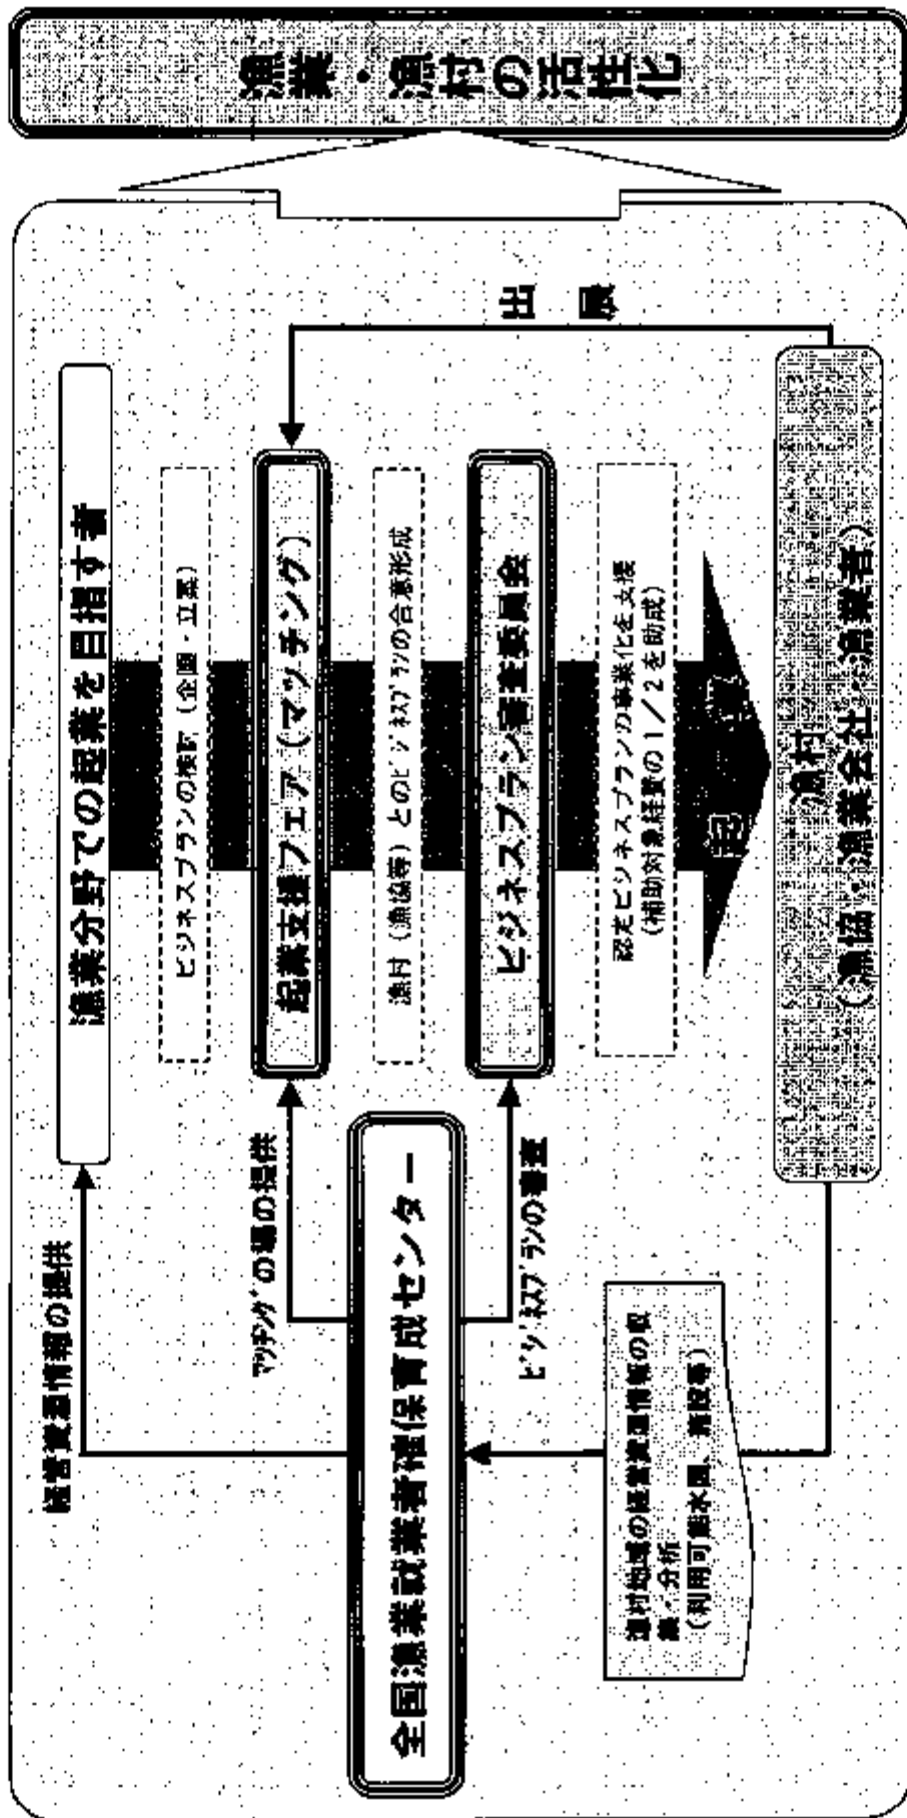 漁業・漁村の活性化
漁業分野での起業を目指す者
経営資源情報の提供
ビジネスプランの検討(企画・立案)
起業支援フェア(マッチング)
出展
マッチングの場の提供
漁村(漁協等)とのビジネスプランの合意形成
全国漁業就業者確保育成センター
ビジネスプラン審査委員会
ビジネスプランの審査
認定ビジネスプランの事業化を支援
(補助対象経費の1/2を助成)
起業
漁村地域の経営資源情報の収
集・分析
(利用可能水面、施設等)
漁村
(漁協・漁業会社・漁業者)